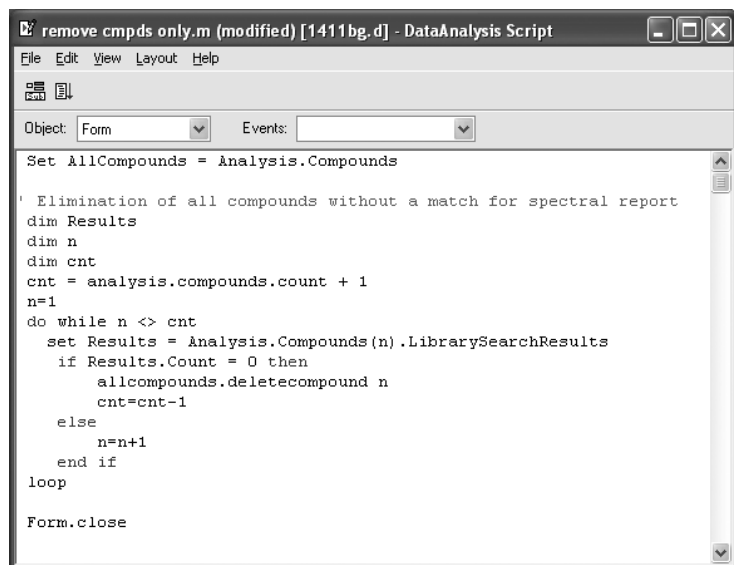 remove cmpds only.m (modified) [1411bg.d] - DataAnalysis Script
File Edit View Layout Help
Sub
Object: Form Events:
Set AllCompounds = Analysis.Compounds
' Elimination of all compounds without a match for spectral report
dim Results
dim n
dim cnt
cnt = analysis.compounds.count + 1
n=1
do while n <> cnt
set Results = Analysis.Compounds(n).LibrarySearchResults
if Results.Count = 0 then
allcompounds.deletecompound n
cnt=cnt-1
else
n=n+1
end if
loop
Form.close